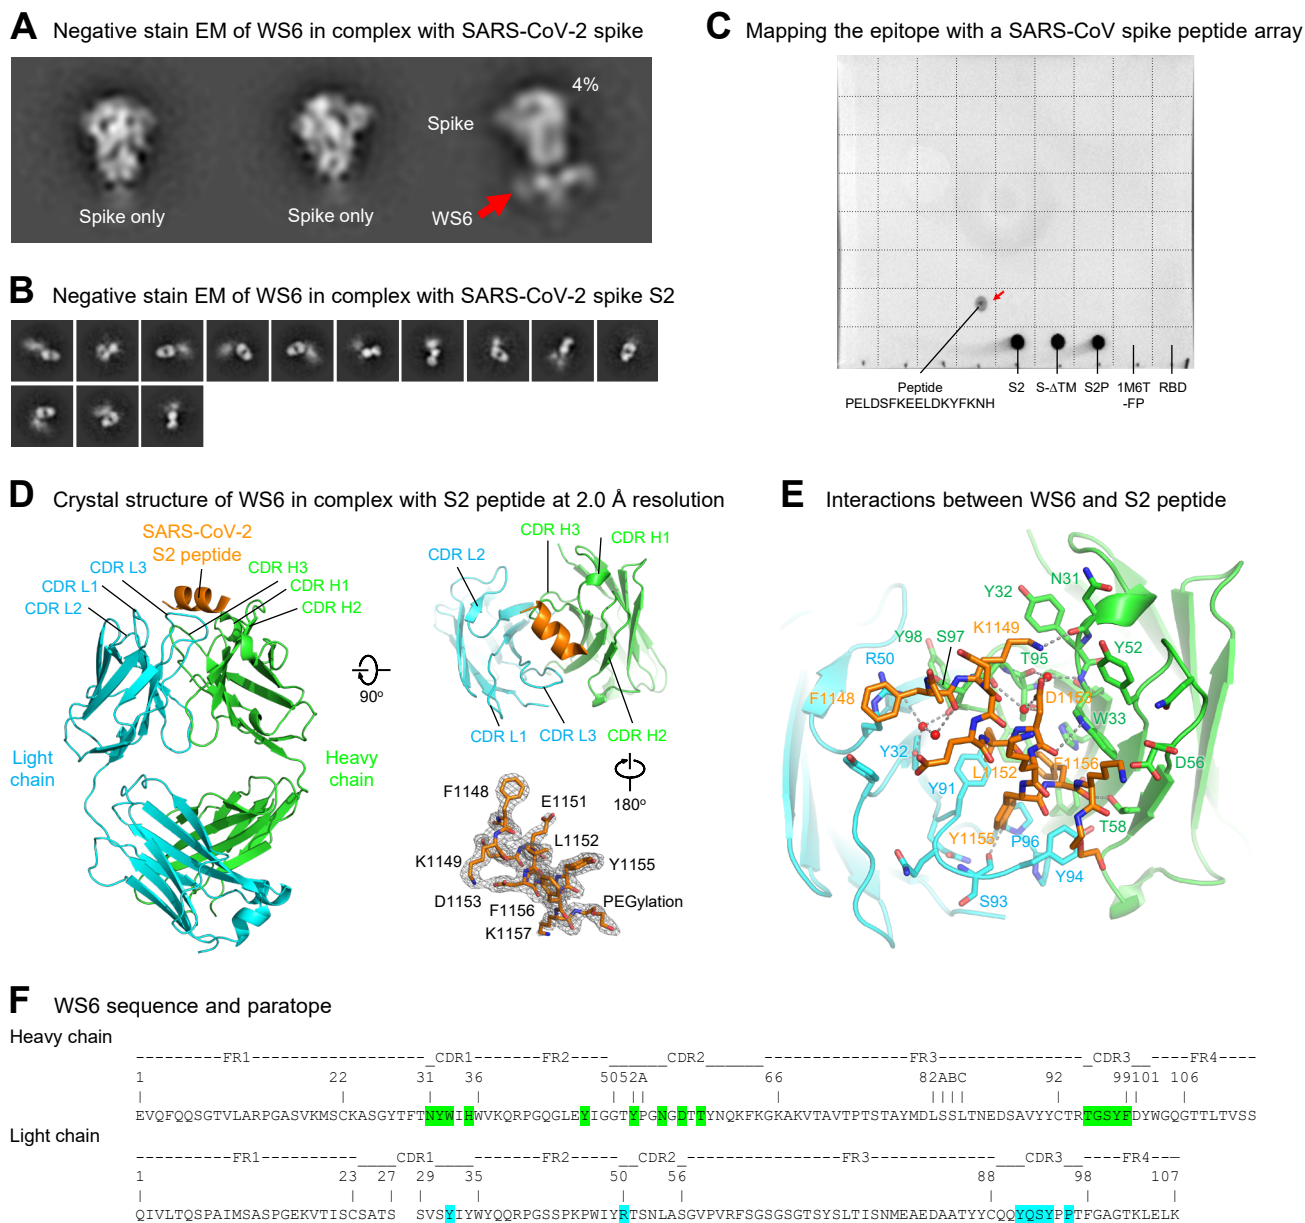 A Negative stain EM of WS6 in complex with SARS-CoV-2 spike
4%
Spike
WS6
Spike only
Spike only
B Negative stain EM of WS6 in complex with SARS-CoV-2 spike S2
C Mapping the epitope with a SARS-CoV spike peptide array
Peptide
PELDSFKEELDKYFKNH
S2
S-ΔTM
S2P
1M6T
-FP
RBD
D Crystal structure of WS6 in complex with S2 peptide at 2.0 Å resolution
SARS-CoV-2
S2 peptide
CDR L3
CDR L1
CDR L2
CDR H3
CDR H1
CDR H2
Light
chain
Heavy
chain
90°
CDR H3
CDR H1
CDR L2
CDR L1
CDR L3
CDR H2
180°
F1148
E1151
L1152
K1149
Y1155
D1153
F1156
PEGylation
K1157
E Interactions between WS6 and S2 peptide
N31
Y32
K1149
Y98
S97
T95
Y52
R50
F1148
D1153
W33
Y32
L1152
F1156
D56
Y91
T58
Y1155
P96
Y94
S93
F WS6 sequence and paratope
Heavy chain
---------FR1------------------_CDR1----FR2----______CDR2______---------------FR3---------------_CDR3__---FR4----
1 22 31 36 5052A 66 82ABC 92 99101 106
EVQFQQSGTVLARPGASVKMSCKASGYTFTNYWIHWVKQRPGQGLEYIGGTYPGNGDTTYNQKFKGKAKVTAVTPTSTAYMDLSSLTNEDSAVYYCTRTGSYFDYWGQGTTLTVSS
Light chain
---------FR1-----------____CDR1____-------FR2-----__CDR2_---------------FR3---------------___CDR3__---FR4---
1 23 27 29 35 50 56 88 98 107
QIVLTQSPAIMSASPGEKVTISCSATS SVSYIYWYQQRPGSSPKPWIYRTSNLASGVPVRFSGSGSGTSYSLTISNMEAEDAATYYCQQYQSYPPTFGAGTKLELK